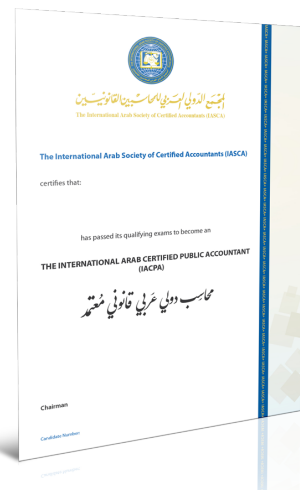 المجمع الدولي العربي للمحاسبين القانونيين
The International Arab Society of Certified Accountants (IASCA)
The International Arab Society of Certified Accountants (IASCA)
certifies that:
has passed its qualifying exams to become an
THE INTERNATIONAL ARAB CERTIFIED PUBLIC ACCOUNTANT
(IACPA)
محاسب دولي عربي قانوني مُعتمد
Chairman
Candidate Number: